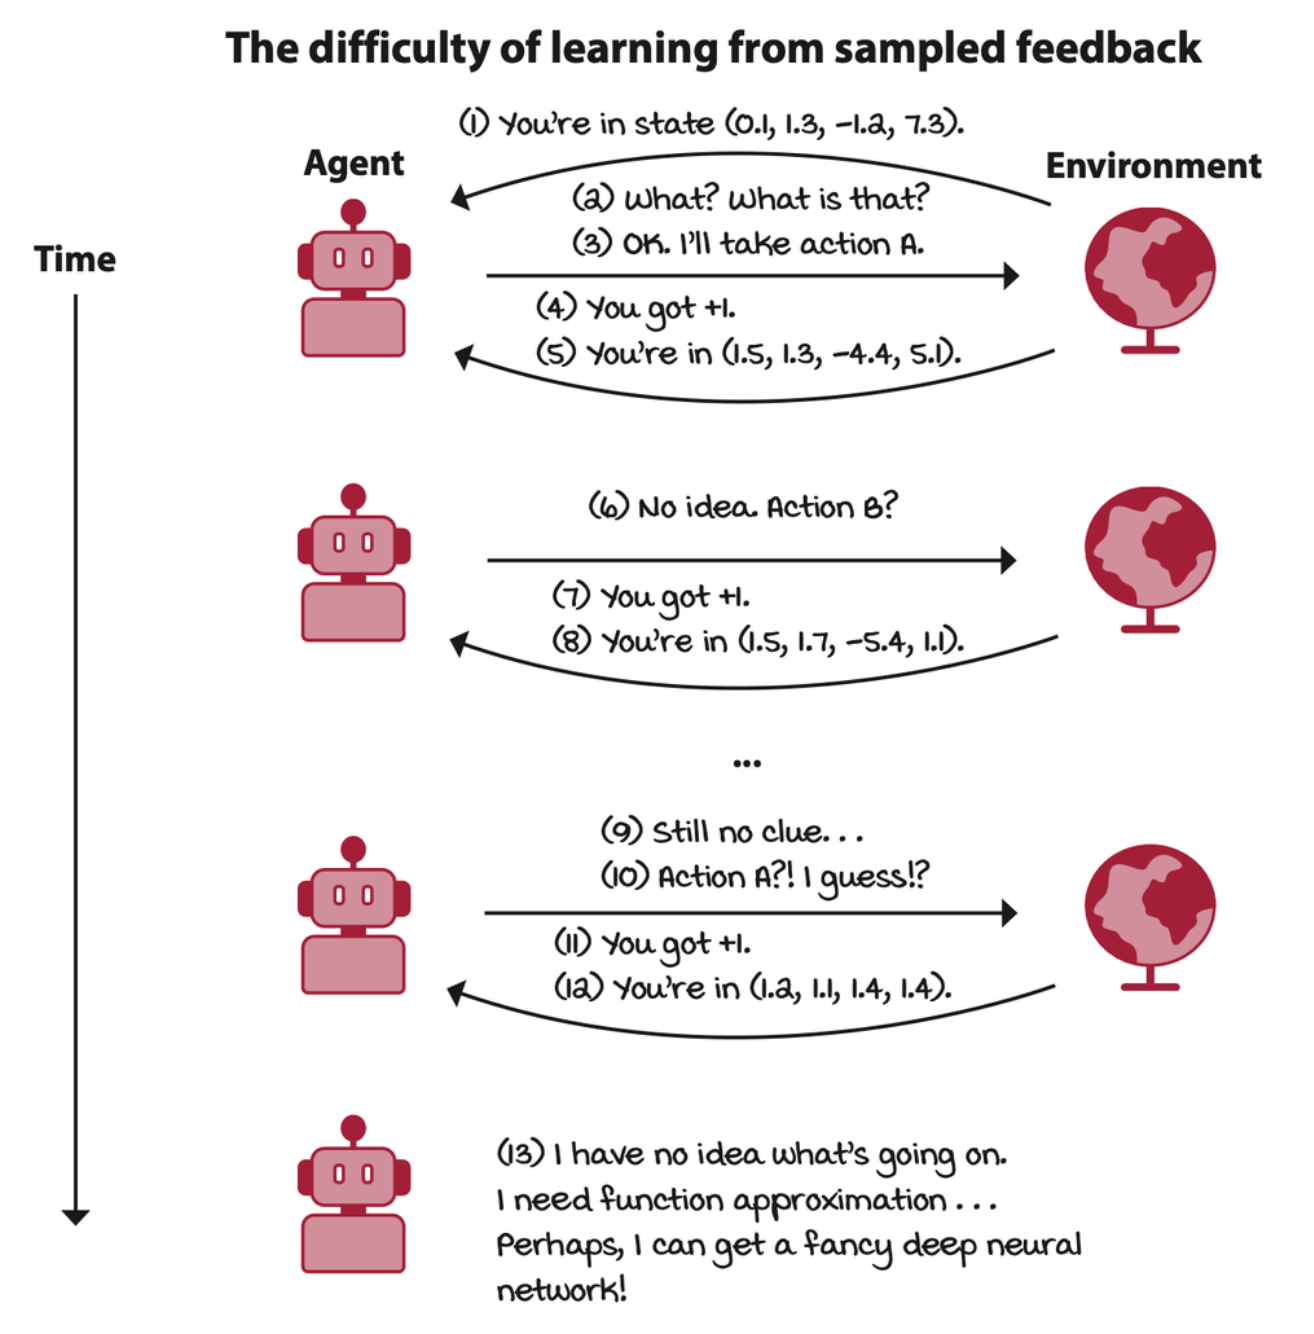 The difficulty of learning from sampled feedback
(1) You're in state (0.1, 1.3, -1.2, 7.3).
Agent
Environment
(2) What? What is that?
(3) OK. I'll take action A.
Time
(4) You got +1.
(5) You're in (1.5, 1.3, -4.4, 5.1).
(6) No idea. Action B?
(7) You got +1.
(8) You're in (1.5, 1.7, -5.4, 1.1).
...
(9) Still no clue. . .
(10) Action A?! I guess!?
(11) You got +1.
(12) You're in (1.2, 1.1, 1.4, 1.4).
(13) I have no idea what's going on.
I need function approximation . . .
Perhaps, I can get a fancy deep neural
network!